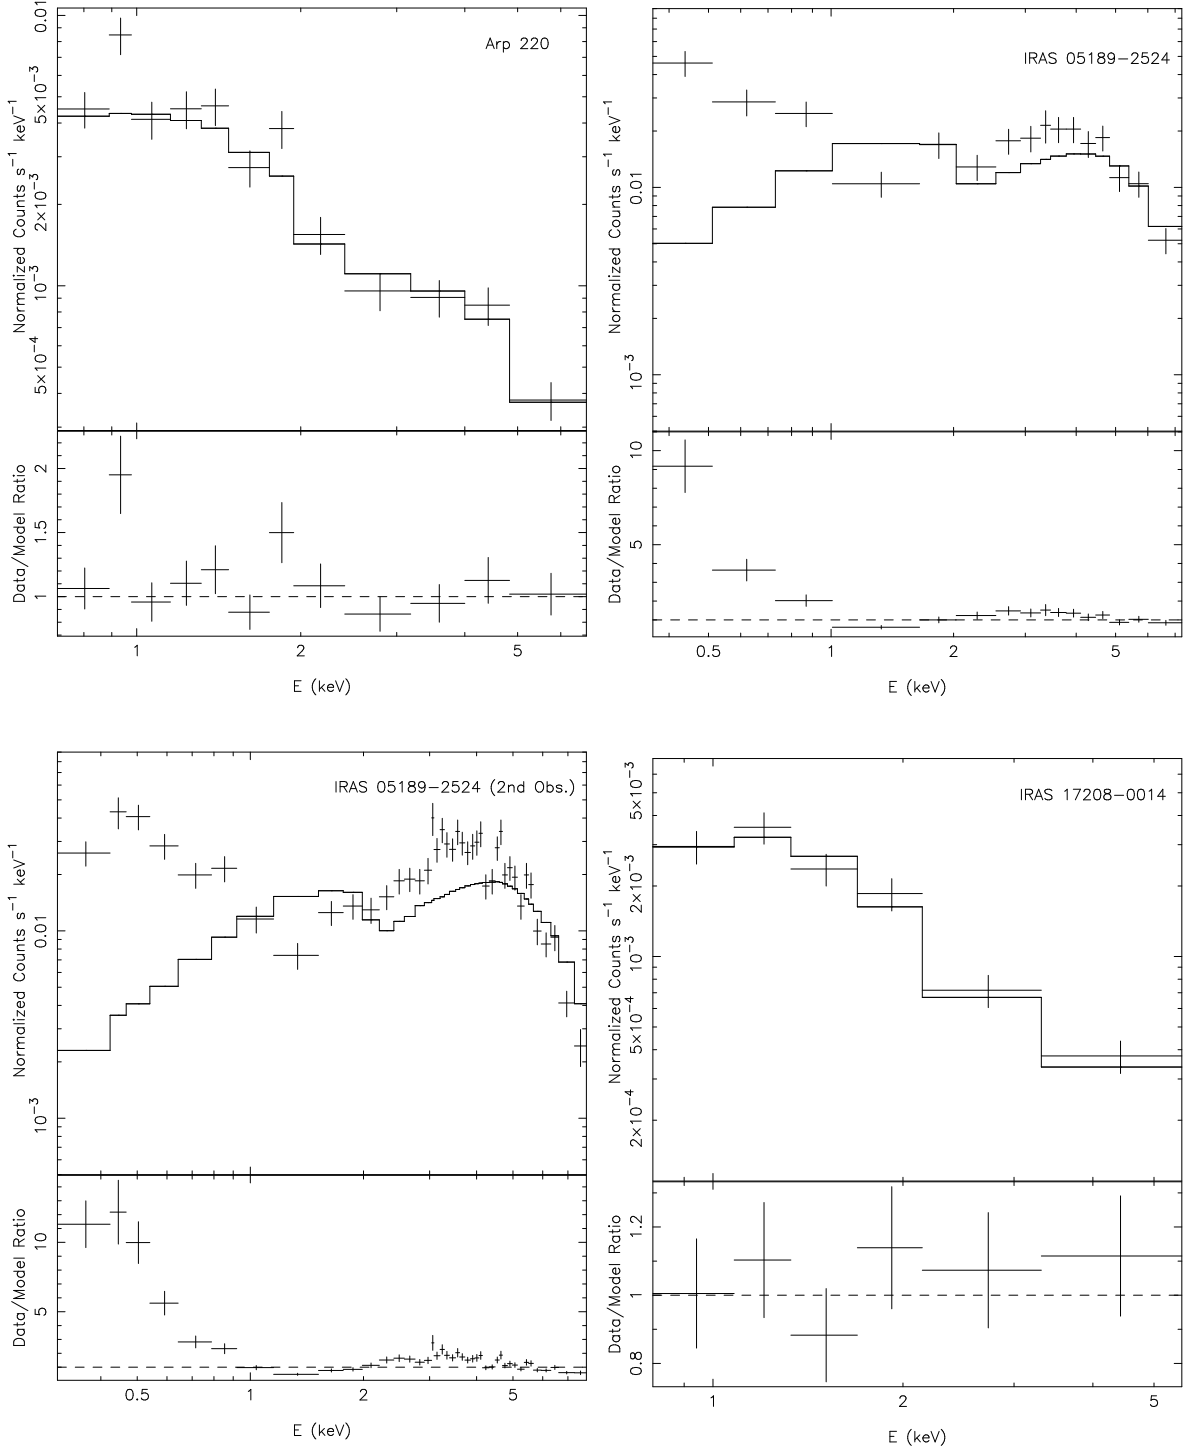 Arp 220
Normalized Counts s⁻¹ keV⁻¹
0.01
5×10⁻³
2×10⁻³
10⁻³
5×10⁻⁴
Data/Model Ratio
2
1.5
1
1 2 5
E (keV)
IRAS 05189−2524
Normalized Counts s⁻¹ keV⁻¹
0.01
10⁻³
Data/Model Ratio
10
5
0.5 1 2 5
E (keV)
IRAS 05189−2524 (2nd Obs.)
Normalized Counts s⁻¹ keV⁻¹
0.01
10⁻³
Data/Model Ratio
10
5
0.5 1 2 5
E (keV)
IRAS 17208−0014
Normalized Counts s⁻¹ keV⁻¹
5×10⁻³
2×10⁻³
10⁻³
5×10⁻⁴
2×10⁻⁴
Data/Model Ratio
1.2
1
0.8
1 2 5
E (keV)